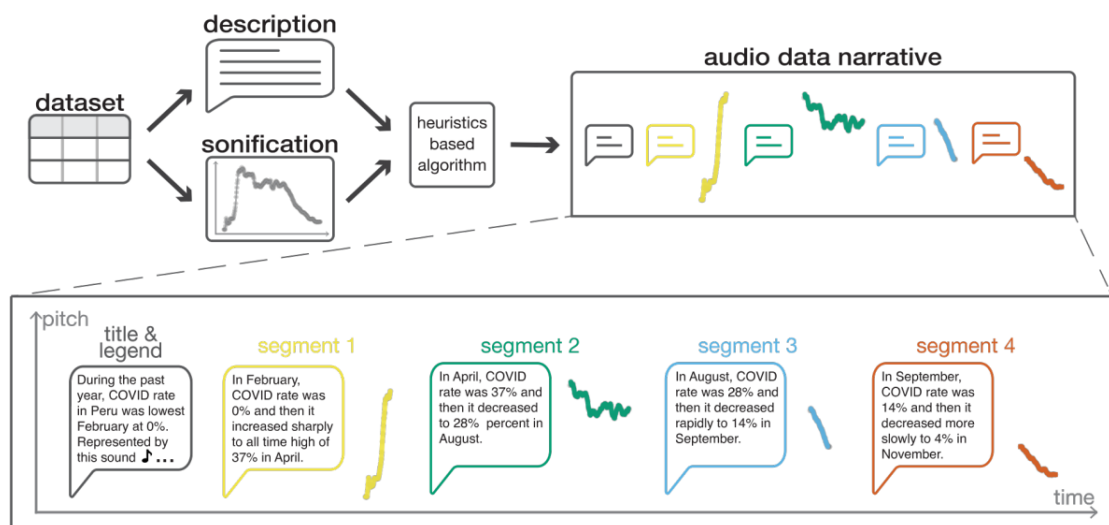 description
dataset
sonification
heuristics
based
algorithm
audio data narrative
pitch
title &
legend
During the past
year, COVID rate
in Peru was lowest
February at 0%.
Represented by
this sound ♪...
segment 1
In February,
COVID rate was
0% and then it
increased sharply
to all time high of
37% in April.
segment 2
In April, COVID
rate was 37% and
then it decreased
to 28% percent in
August.
segment 3
In August, COVID
rate was 28% and
then it decreased
rapidly to 14% in
September.
segment 4
In September,
COVID rate was
14% and then it
decreased more
slowly to 4% in
November.
time